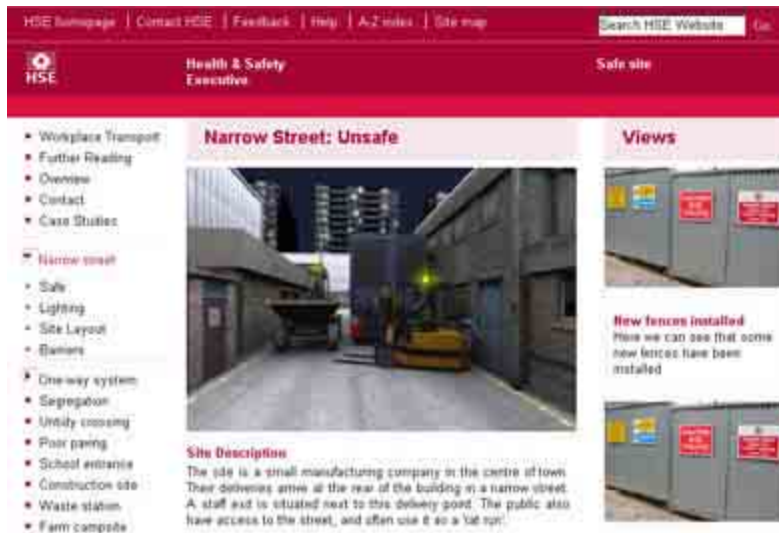 HSE homepage | Contact HSE | Feedback | Help | A-Z index | Site map
Search HSE Website
Go
HSE
Health & Safety
Executive
Safe site
Workplace Transport
Further Reading
Overview
Contact
Case Studies
Narrow street
Safe
Lighting
Site Layout
Barriers
One-way system
Segregation
Untidy crossing
Poor paving
School entrance
Construction site
Waste station
Farm campsite
Narrow Street: Unsafe
Site Description
The site is a small manufacturing company in the centre of town.
Their deliveries arrive at the rear of the building in a narrow street.
A staff exit is situated next to this delivery point. The public also
have access to the street, and often use it as a 'rat run'.
Views
New fences installed
Here we can see that some
new fences have been
installed